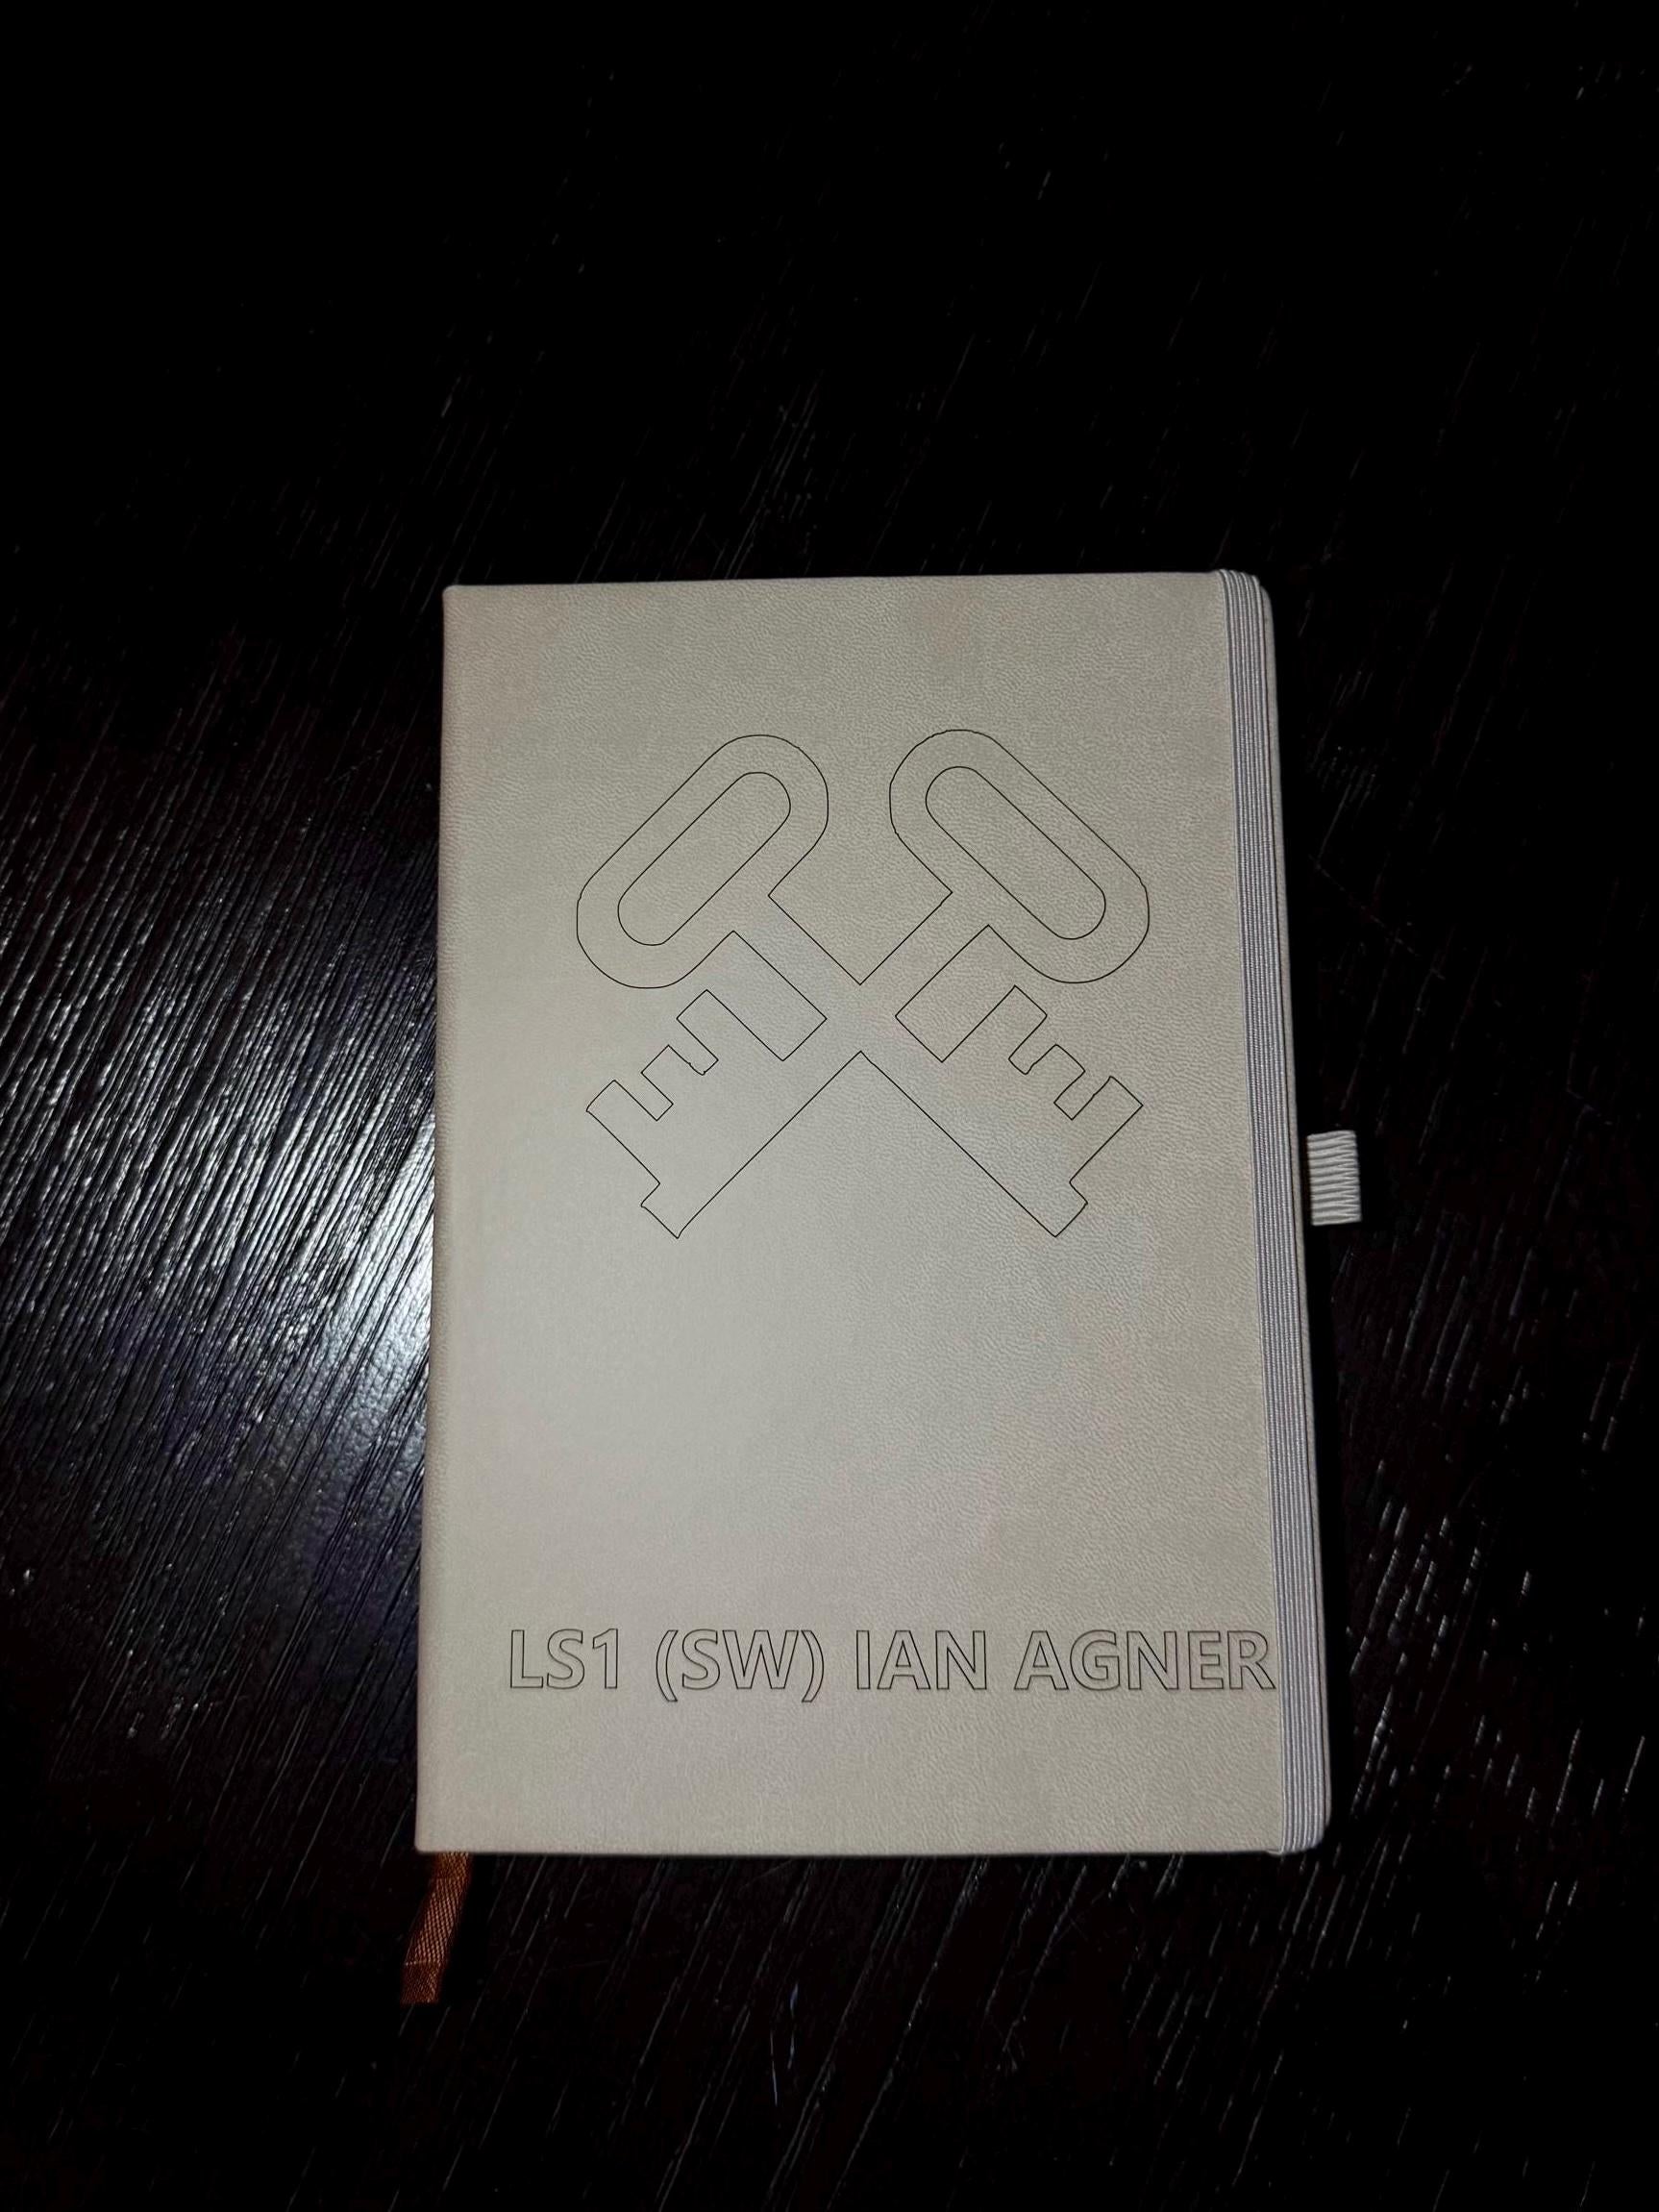 LS1 (SW) IAN AGNER